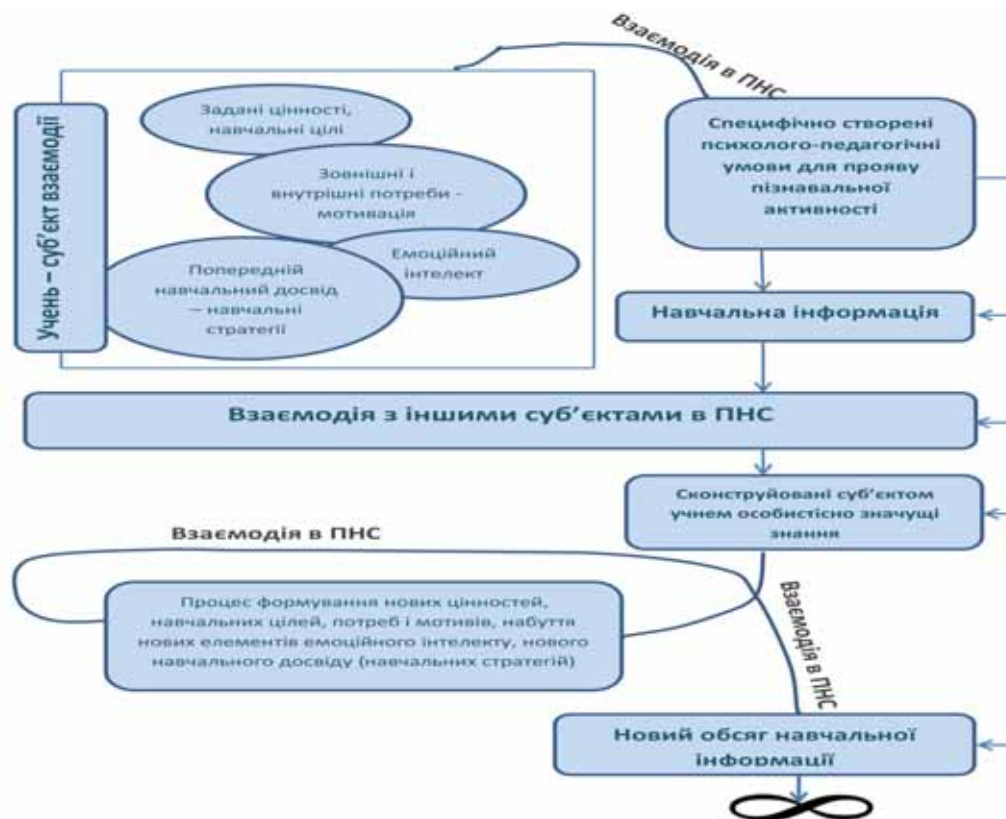 Взаємодія в ПНС
Учень – суб’єкт взаємодії
Задані цінності,
навчальні цілі
Зовнішні і
внутрішні потреби -
мотивація
Емоційний
інтелект
Попередній
навчальний досвід
– навчальні
стратегії
Специфічно створені
психолого-педагогічні
умови для прояву
пізнавальної
активності
Навчальна інформація
Взаємодія з іншими суб’єктами в ПНС
Сконструйовані суб’єктом
учнем особистісно значущі
знання
Взаємодія в ПНС
Процес формування нових цінностей,
навчальних цілей, потреб і мотивів, набуття
нових елементів емоційного інтелекту, нового
навчального досвіду (навчальних стратегій)
Взаємодія в ПНС
Новий обсяг навчальної
інформації